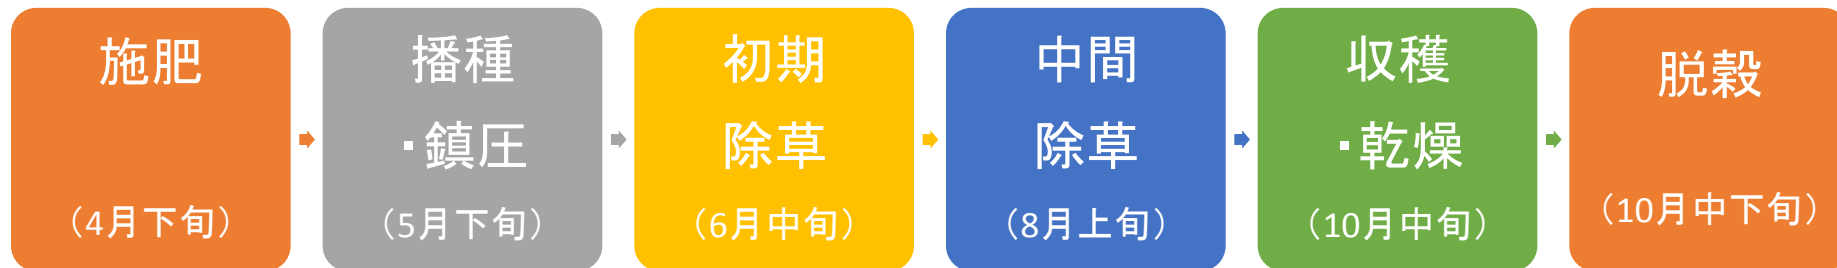 施肥
（4月下旬）
播種
・鎮圧
（5月下旬）
初期
除草
（6月中旬）
中間
除草
（8月上旬）
収穫
・乾燥
（10月中旬）
脱穀
（10月中下旬）